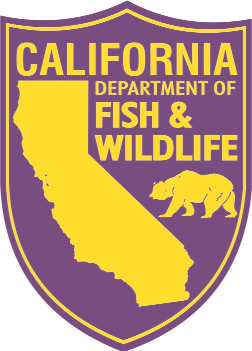 CALIFORNIA
DEPARTMENT OF
FISH &
WILDLIFE